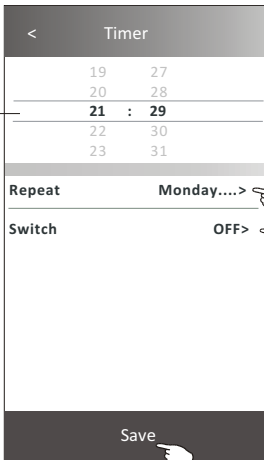 < Timer
19 27
20 28
21 : 29
22 30
23 31
Repeat Monday....>
Switch OFF>
Save